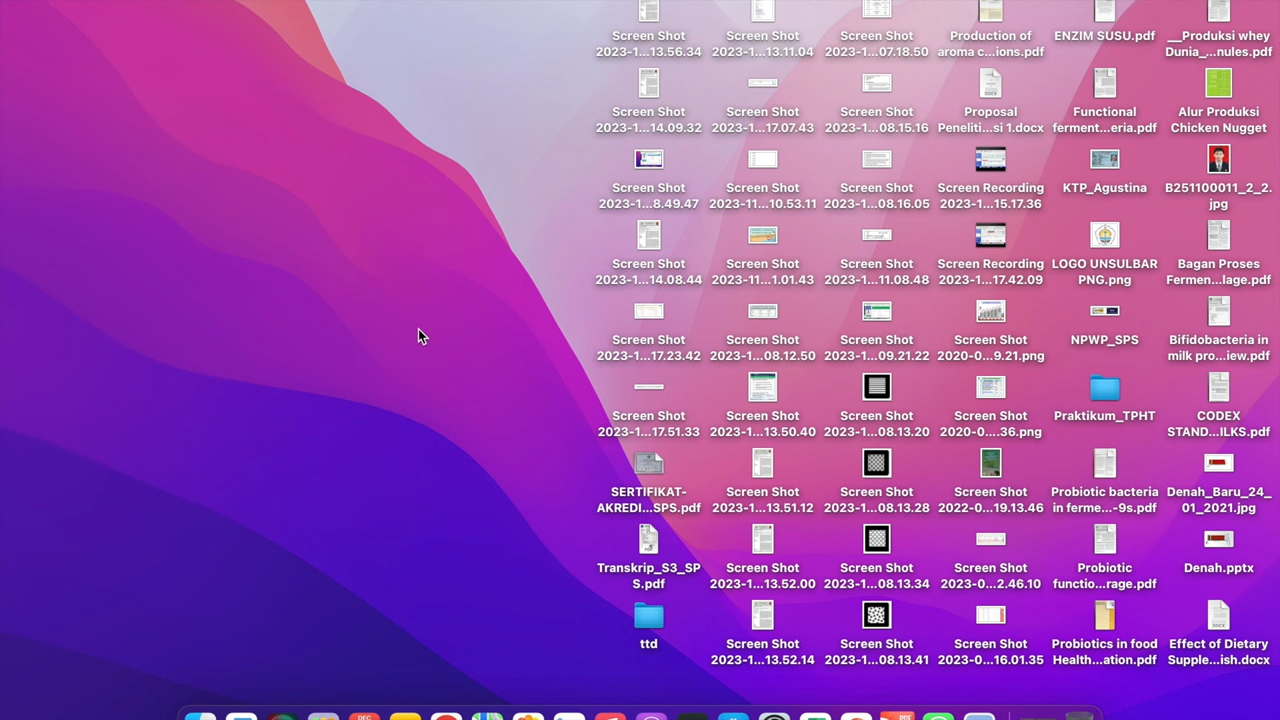 Screen Shot
2023-1...13.56.34
Screen Shot
2023-1...13.11.04
Screen Shot
2023-1...07.18.50
Production of
aroma c...ions.pdf
ENZIM SUSU.pdf
__Produksi whey
Dunia_...nules.pdf
Screen Shot
2023-1...14.09.32
Screen Shot
2023-1...17.07.43
Screen Shot
2023-1...08.15.16
Proposal
Peneliti...si 1.docx
Functional
ferment...eria.pdf
Alur Produksi
Chicken Nugget
Screen Shot
2023-1...8.49.47
Screen Shot
2023-11...10.53.11
Screen Shot
2023-1...08.16.05
Screen Recording
2023-1...15.17.36
KTP_Agustina
B251100011_2_2.
jpg
Screen Shot
2023-1...14.08.44
Screen Shot
2023-11...1.01.43
Screen Shot
2023-1...11.08.48
Screen Recording
2023-1...17.42.09
LOGO UNSULBAR
PNG.png
Bagan Proses
Fermen...lage.pdf
Screen Shot
2023-1...17.23.42
Screen Shot
2023-1...08.12.50
Screen Shot
2023-1...09.21.22
Screen Shot
2020-0...9.21.png
NPWP_SPS
Bifidobacteria in
milk pro...iew.pdf
Screen Shot
2023-1...17.51.33
Screen Shot
2023-1...13.50.40
Screen Shot
2023-1...08.13.20
Screen Shot
2020-0....36.png
Praktikum_TPHT
CODEX
STAND...ILKS.pdf
SERTIFIKAT-
AKREDI...SPS.pdf
Screen Shot
2023-1...13.51.12
Screen Shot
2023-1...08.13.28
Screen Shot
2022-0...19.13.46
Probiotic bacteria
in ferme...-9s.pdf
Denah_Baru_24_
01_2021.jpg
Transkrip_S3_SP
S.pdf
Screen Shot
2023-1...13.52.00
Screen Shot
2023-1...08.13.34
Screen Shot
2023-0...2.46.10
Probiotic
functio...rage.pdf
Denah.pptx
ttd
Screen Shot
2023-1...13.52.14
Screen Shot
2023-1...08.13.41
Screen Shot
2023-0...16.01.35
Probiotics in food
Health...ation.pdf
Effect of Dietary
Supple...ish.docx
DEC